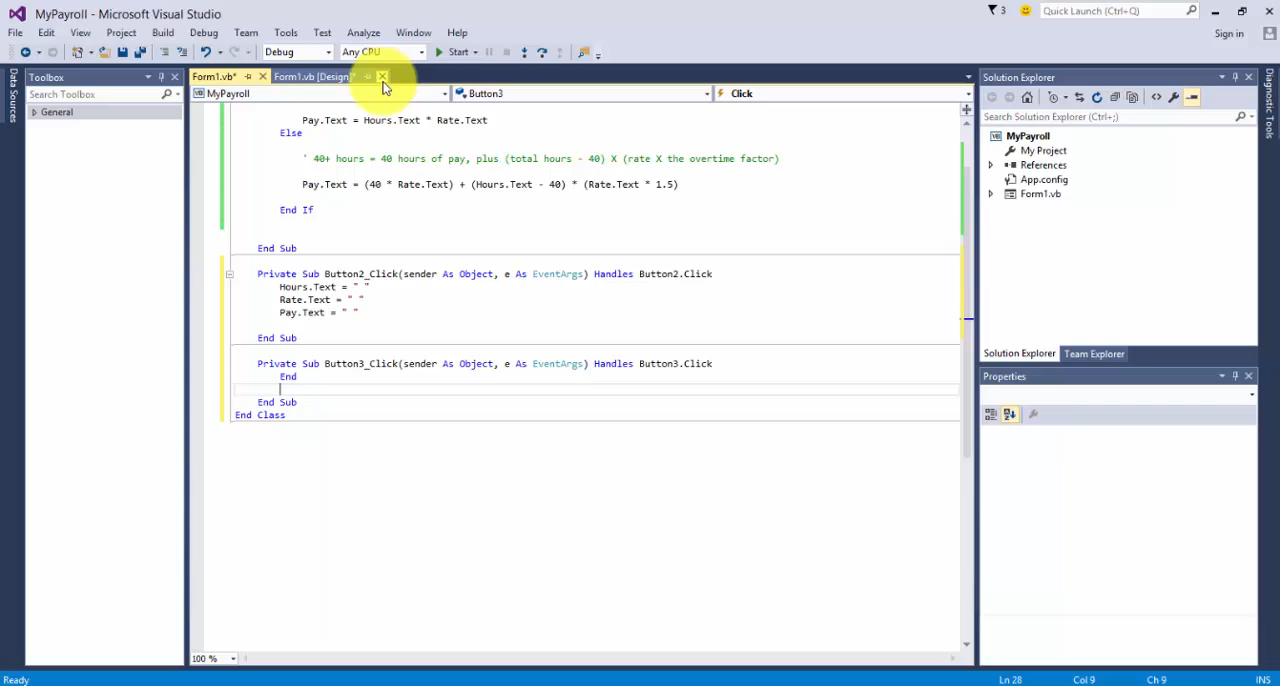 MyPayroll - Microsoft Visual Studio
3
Quick Launch (Ctrl+Q)
File Edit View Project Build Debug Team Tools Test Analyze Window Help
Sign in
Debug Any CPU Start
Data Sources
Toolbox
Search Toolbox
General
Form1.vb* Form1.vb [Design]*
MyPayroll Button3 Click
Pay.Text = Hours.Text * Rate.Text
Else
' 40+ hours = 40 hours of pay, plus (total hours - 40) X (rate X the overtime factor)
Pay.Text = (40 * Rate.Text) + (Hours.Text - 40) * (Rate.Text * 1.5)
End If
End Sub
Private Sub Button2_Click(sender As Object, e As EventArgs) Handles Button2.Click
Hours.Text = " "
Rate.Text = " "
Pay.Text = " "
End Sub
Private Sub Button3_Click(sender As Object, e As EventArgs) Handles Button3.Click
End
End Sub
End Class
100 %
Solution Explorer
Search Solution Explorer (Ctrl+;)
MyPayroll
My Project
References
App.config
Form1.vb
Solution Explorer Team Explorer
Properties
Diagnostic Tools
Ready Ln 28 Col 9 Ch 9 INS